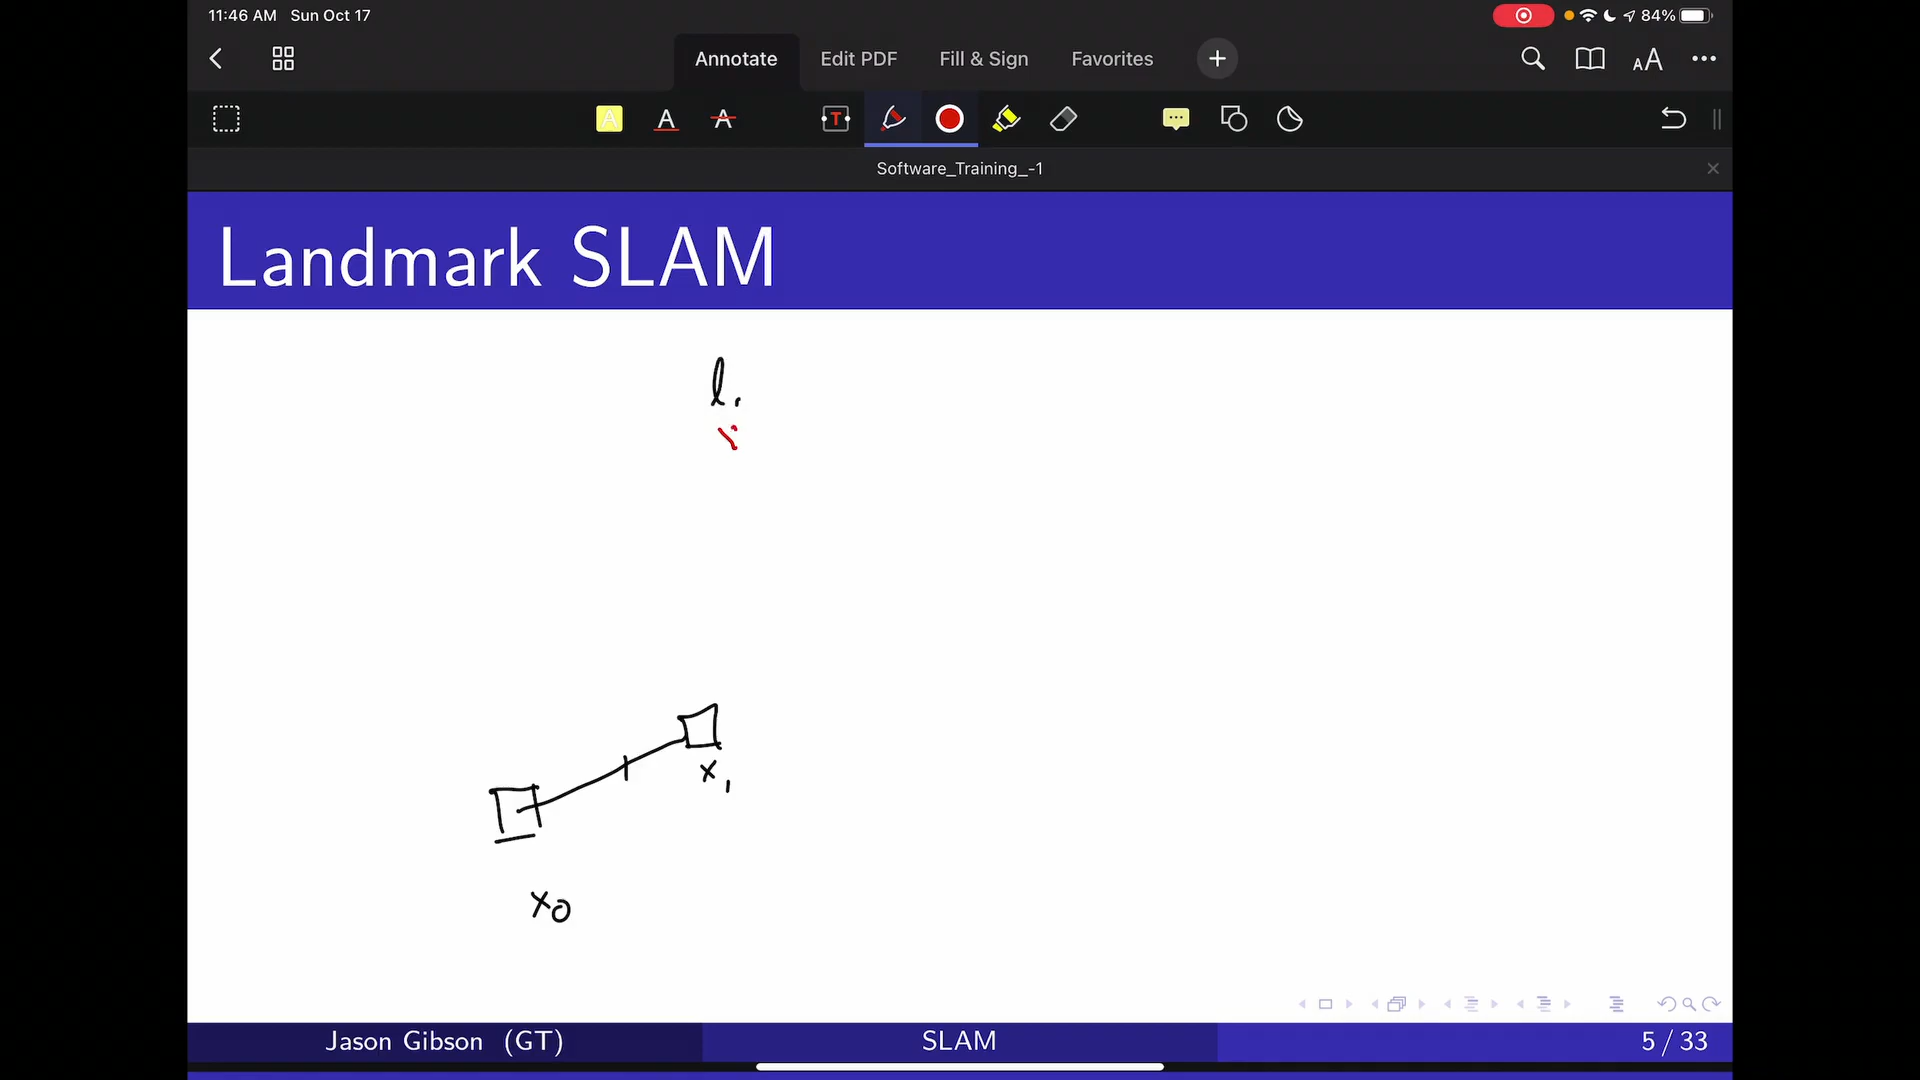 11:46 AM Sun Oct 17
84%
Annotate
Edit PDF
Fill & Sign
Favorites
Software_Training_-1
Landmark SLAM
l₁
x₁
x₀
Jason Gibson (GT)
SLAM
5 / 33